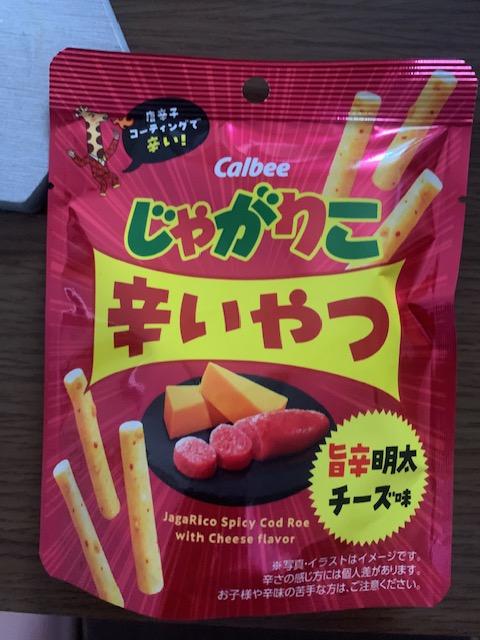 唐辛子
コーティングで
辛い!
Calbee
じゃがりこ
辛いやつ
旨辛明太
チーズ味
JagaRico Spicy Cod Roe
with Cheese flavor
※写真・イラストはイメージです。
辛さの感じ方には個人差があります。
お子様や辛味の苦手な方は、ご注意ください。